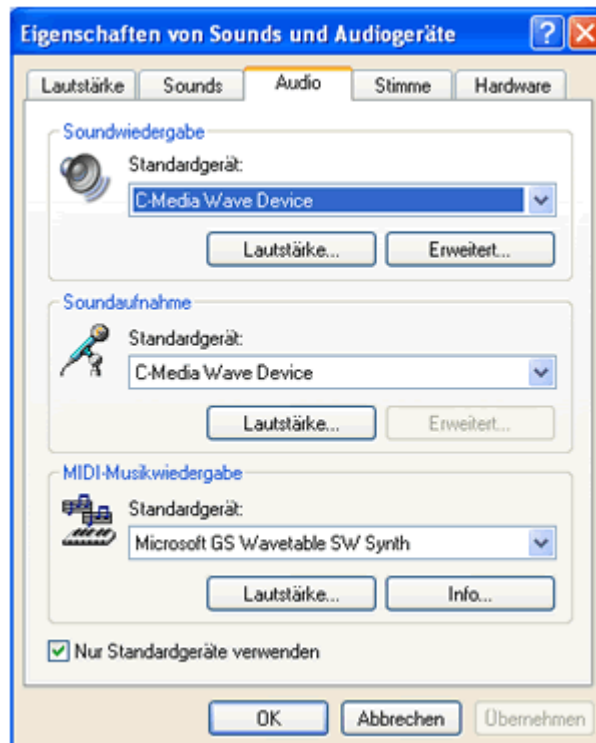 Eigenschaften von Sounds und Audiogeräte
Lautstärke Sounds Audio Stimme Hardware
Soundwiedergabe
Standardgerät:
C-Media Wave Device
Lautstärke... Erweitert...
Soundaufnahme
Standardgerät:
C-Media Wave Device
Lautstärke... Erweitert...
MIDI-Musikwiedergabe
Standardgerät:
Microsoft GS Wavetable SW Synth
Lautstärke... Info...
Nur Standardgeräte verwenden
OK Abbrechen Übernehmen